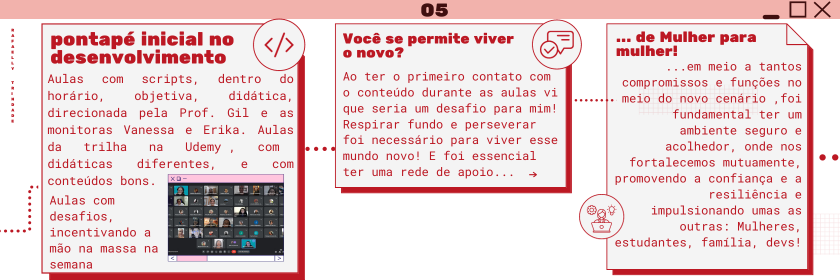 05
pontapé inicial no
desenvolvimento
Aulas com scripts, dentro do
horário, objetiva, didática,
direcionada pela Prof. Gil e as
monitoras Vanessa e Erika. Aulas
da trilha na Udemy , com
didáticas diferentes, e com
conteúdos bons.
Aulas com
desafios,
incentivando a
mão na massa na
semana
Você se permite viver
o novo?
Ao ter o primeiro contato com
o conteúdo durante as aulas vi
que seria um desafio para mim!
Respirar fundo e perseverar
foi necessário para viver esse
mundo novo! E foi essencial
ter uma rede de apoio... →
... de Mulher para
mulher!
...em meio a tantos
compromissos e funções no
meio do novo cenário ,foi
fundamental ter um
ambiente seguro e
acolhedor, onde nos
fortalecemos mutuamente,
promovendo a confiança e a
resiliência e
impulsionando umas as
outras: Mulheres,
estudantes, família, devs!